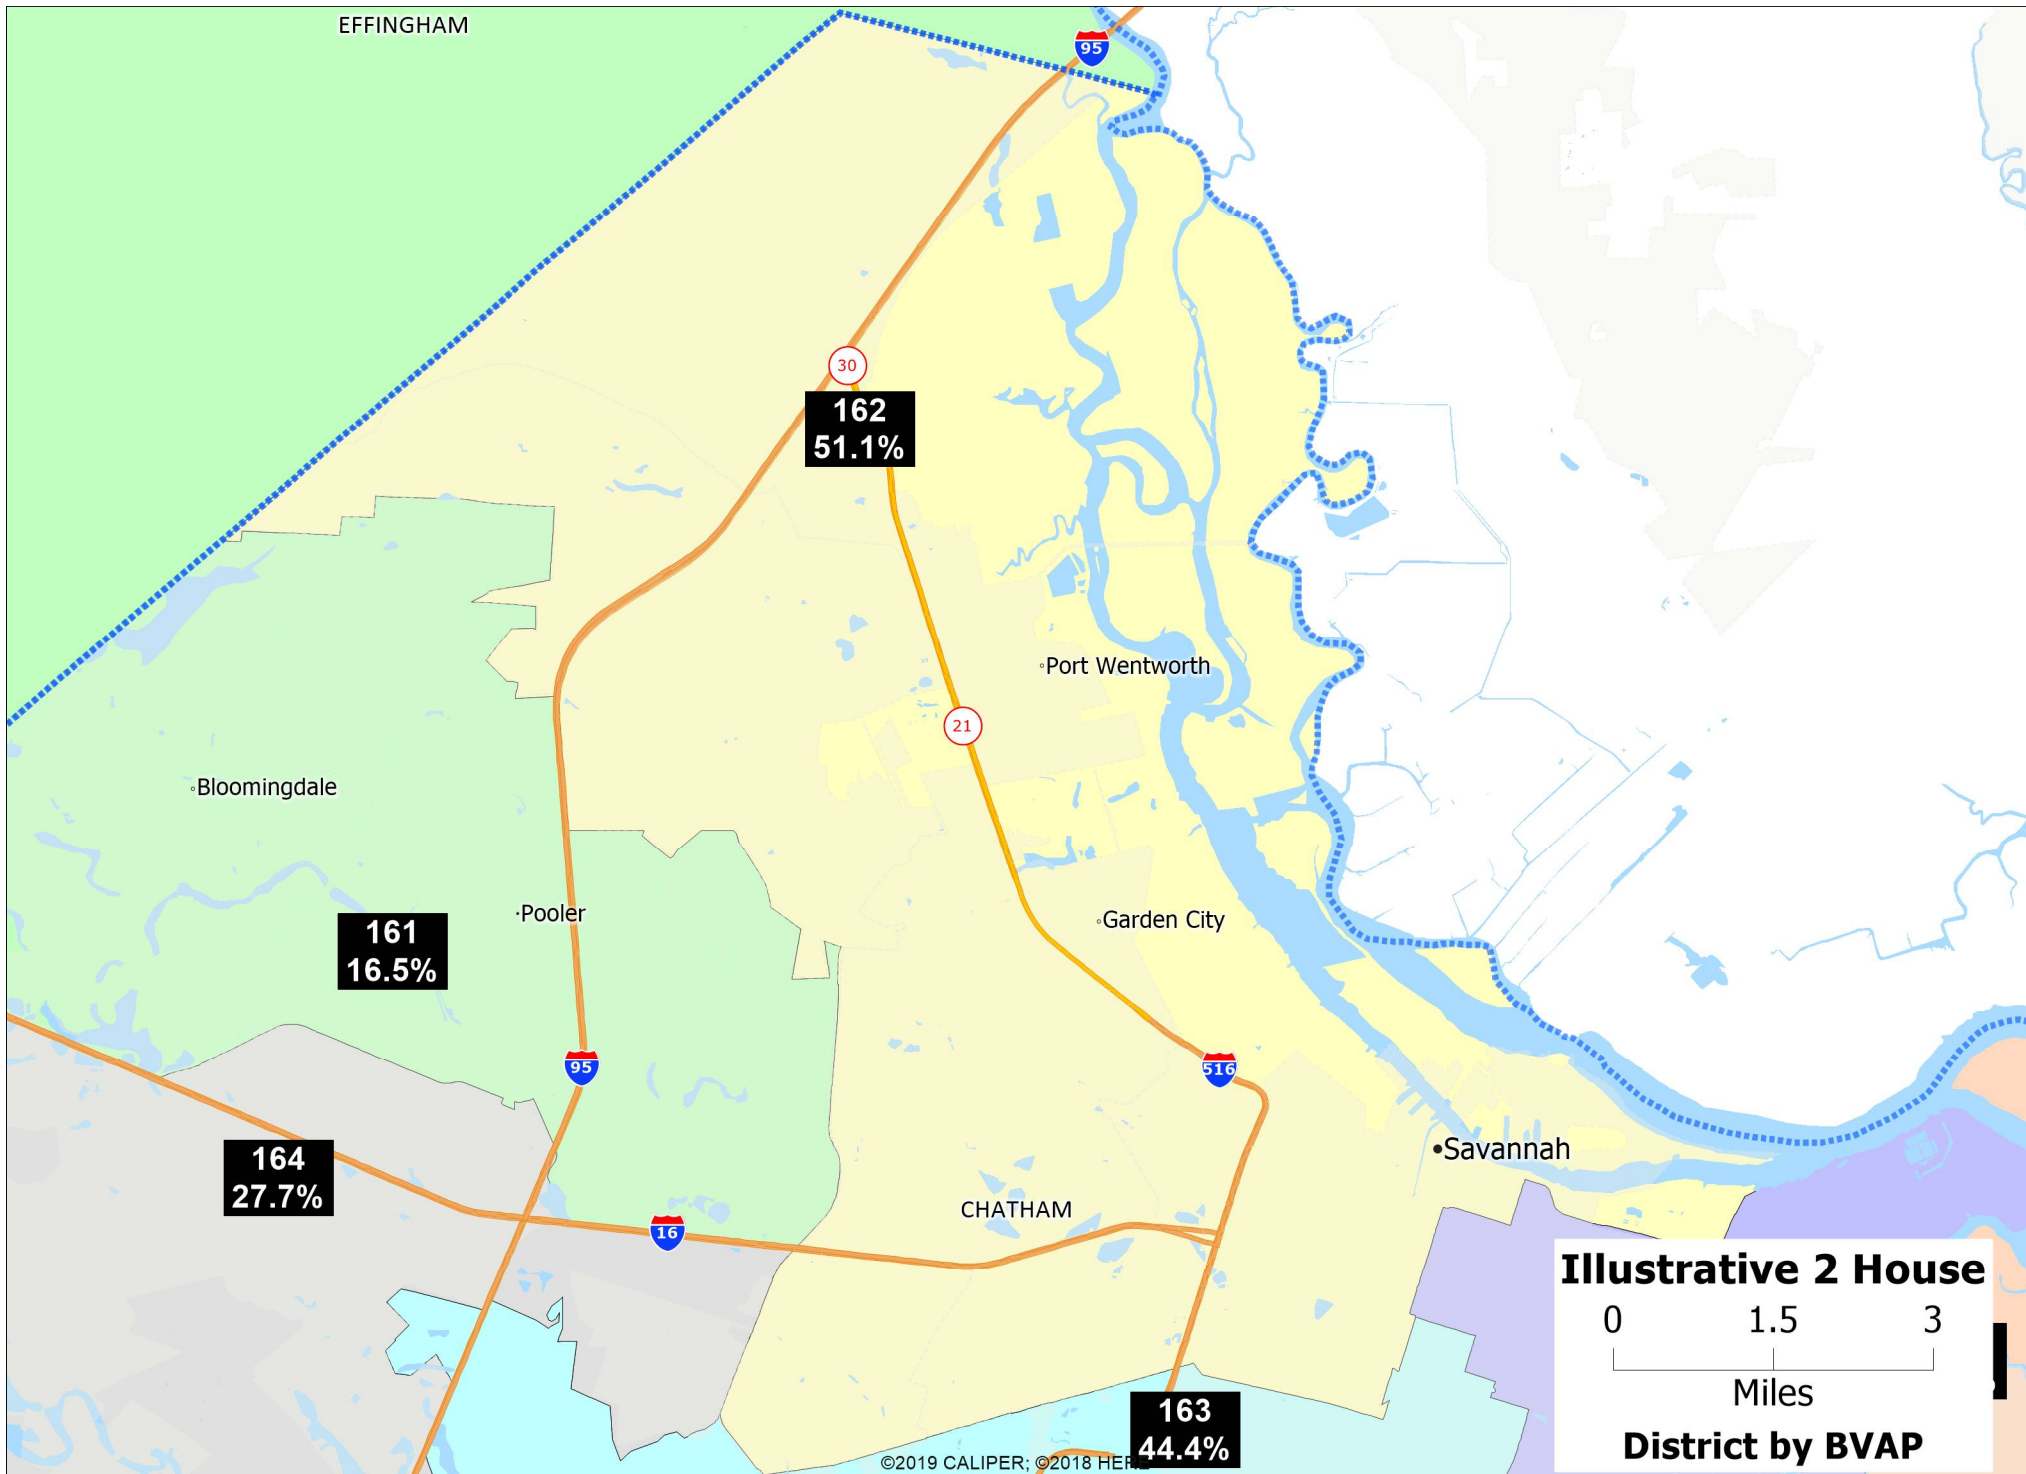 EFFINGHAM
95
30
162
51.1%
Port Wentworth
21
Bloomingdale
Pooler
Garden City
161
16.5%
95
516
Savannah
164
27.7%
CHATHAM
16
Illustrative 2 House
0 1.5 3
Miles
District by BVAP
163
44.4%
©2019 CALIPER; ©2018 HERE